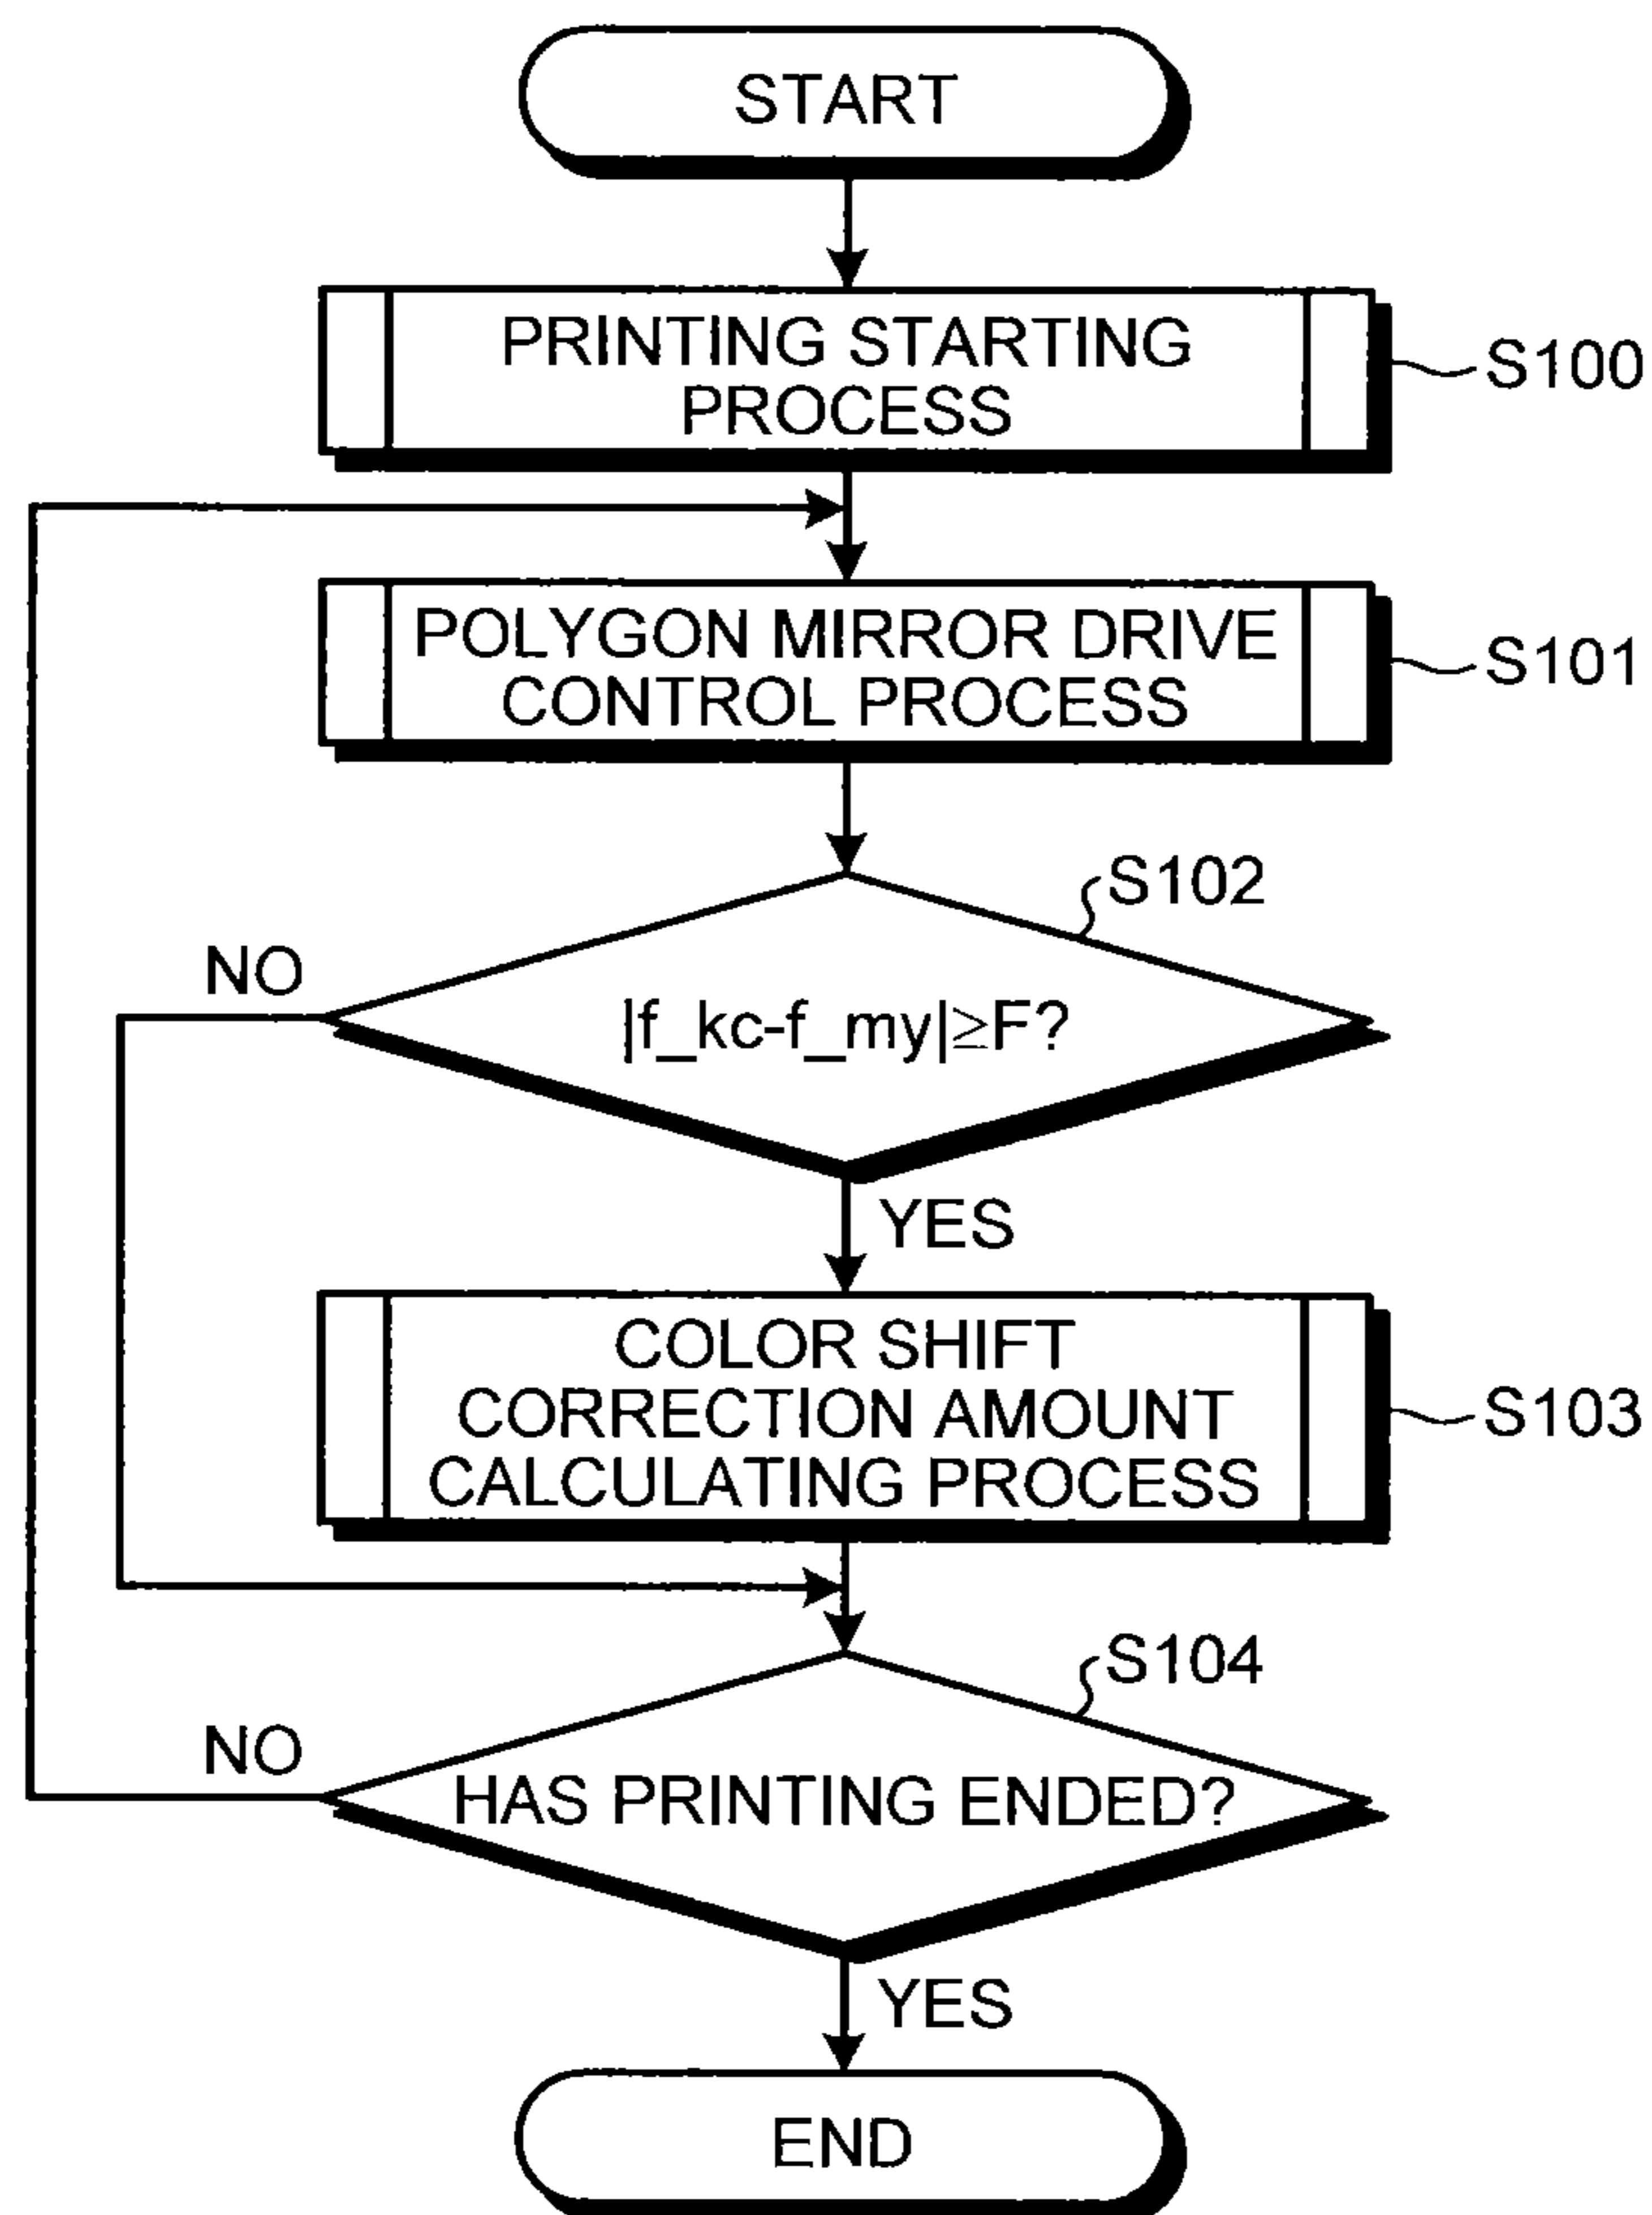 START
PRINTING STARTING
PROCESS
S100
POLYGON MIRROR DRIVE
CONTROL PROCESS
S101
S102
NO
|f_kc-f_my|≥F?
YES
COLOR SHIFT
CORRECTION AMOUNT
CALCULATING PROCESS
S103
S104
NO
HAS PRINTING ENDED?
YES
END